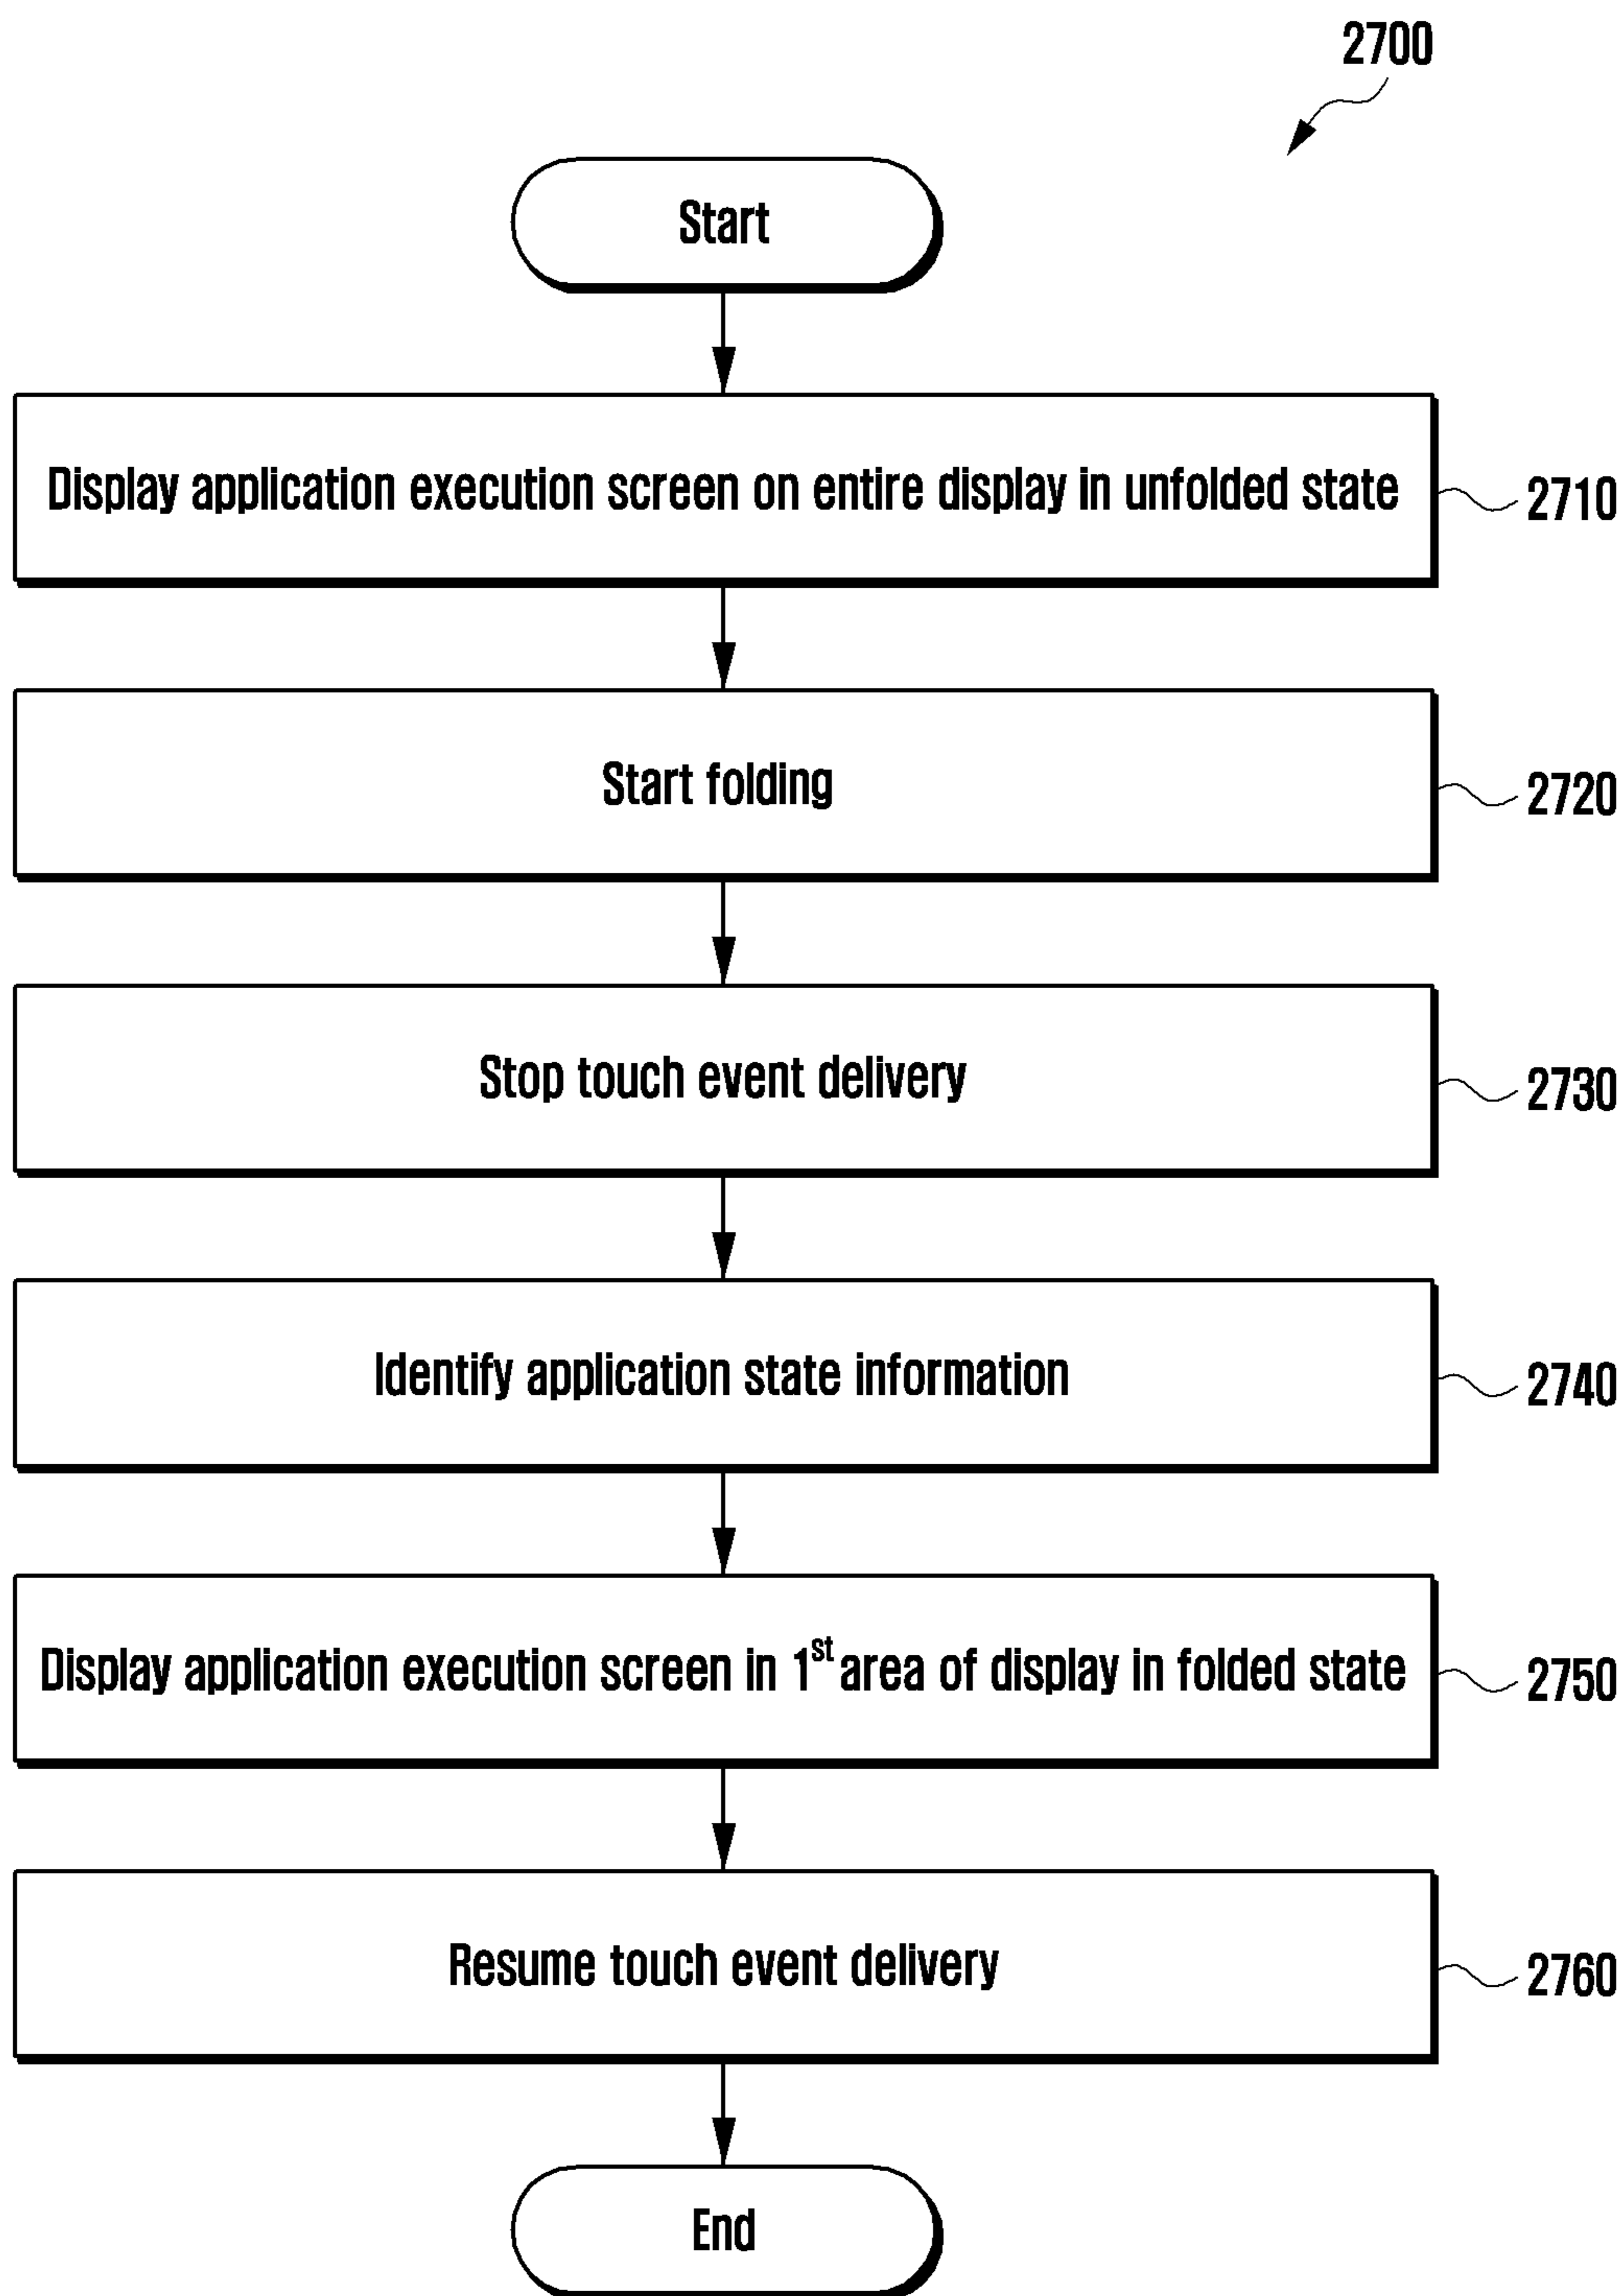 2700
Start
Display application execution screen on entire display in unfolded state
2710
Start folding
2720
Stop touch event delivery
2730
Identify application state information
2740
Display application execution screen in 1st area of display in folded state
2750
Resume touch event delivery
2760
End